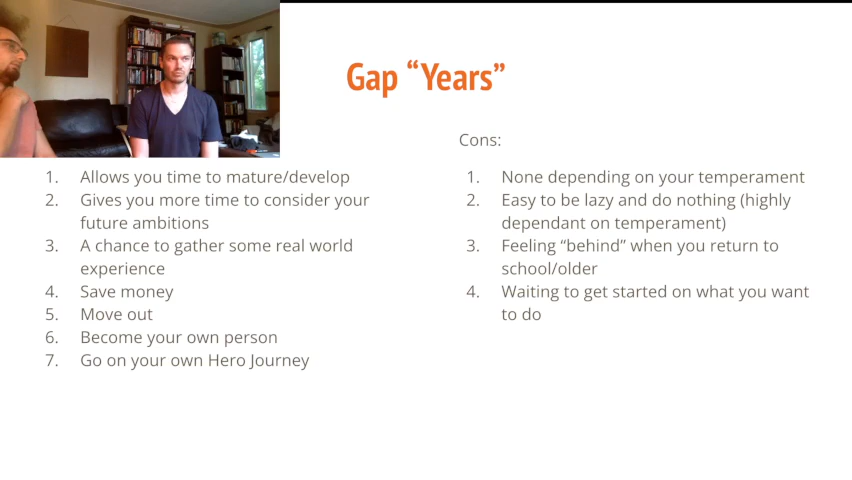 Gap “Years”
1. Allows you time to mature/develop
2. Gives you more time to consider your
future ambitions
3. A chance to gather some real world
experience
4. Save money
5. Move out
6. Become your own person
7. Go on your own Hero Journey
Cons:
1. None depending on your temperament
2. Easy to be lazy and do nothing (highly
dependant on temperament)
3. Feeling “behind” when you return to
school/older
4. Waiting to get started on what you want
to do